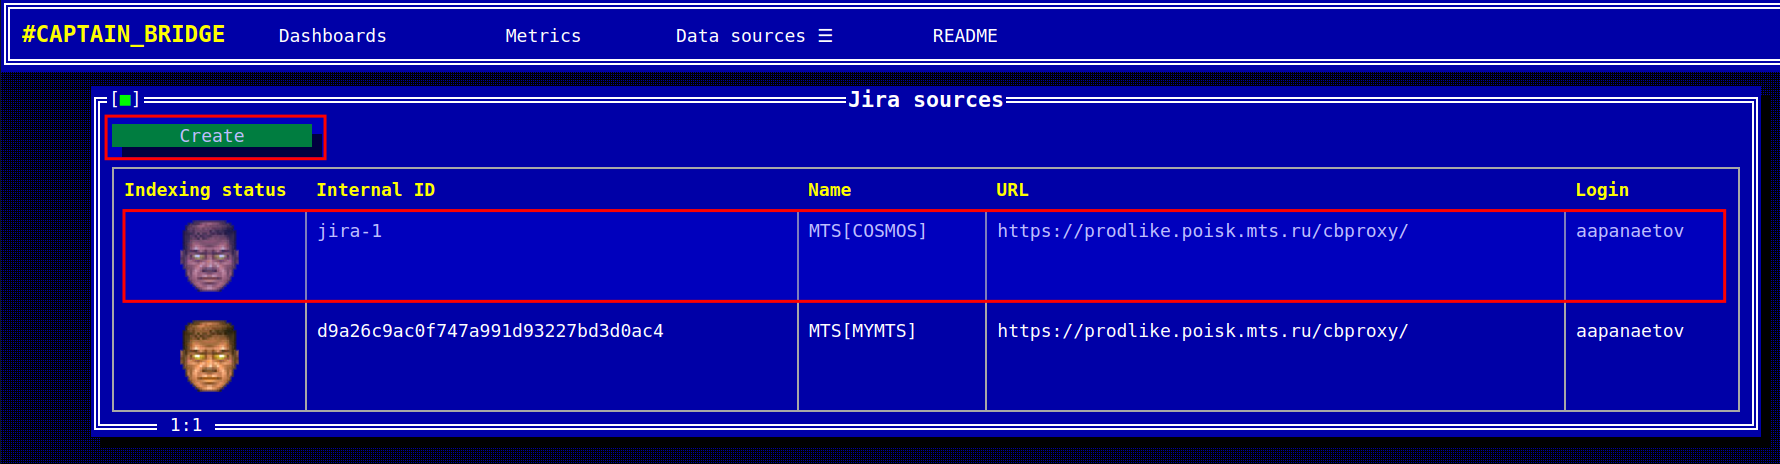 #CAPTAIN_BRIDGE Dashboards Metrics Data sources ☰ README
[■] Jira sources
Create
Indexing status Internal ID Name URL Login
jira-1 MTS[COSMOS] https://prodlike.poisk.mts.ru/cbproxy/ aapanaetov
d9a26c9ac0f747a991d93227bd3d0ac4 MTS[MYMTS] https://prodlike.poisk.mts.ru/cbproxy/ aapanaetov
1:1